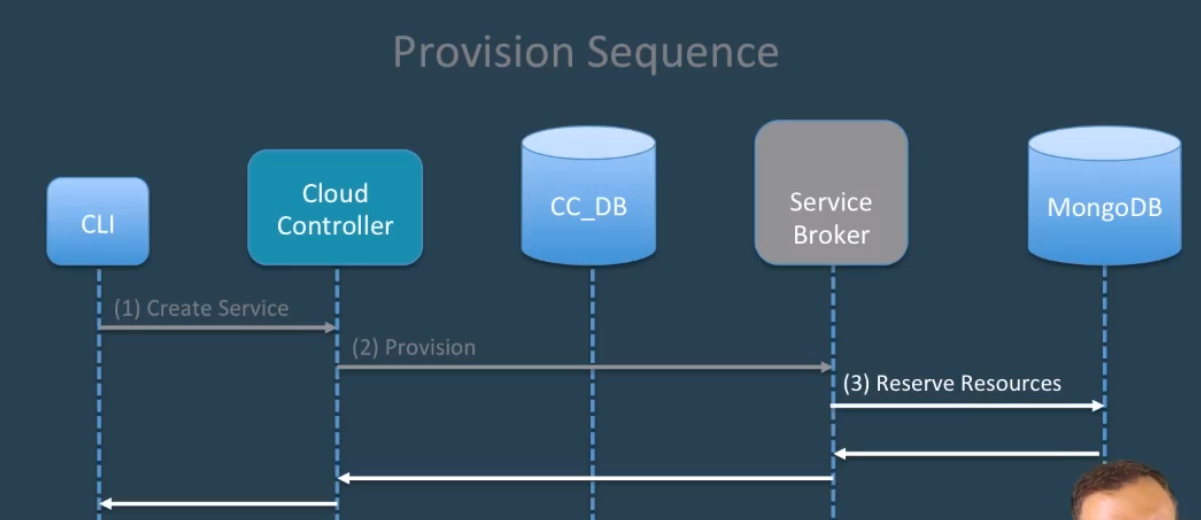 Provision Sequence
CLI
Cloud
Controller
CC_DB
Service
Broker
MongoDB
(1) Create Service
(2) Provision
(3) Reserve Resources